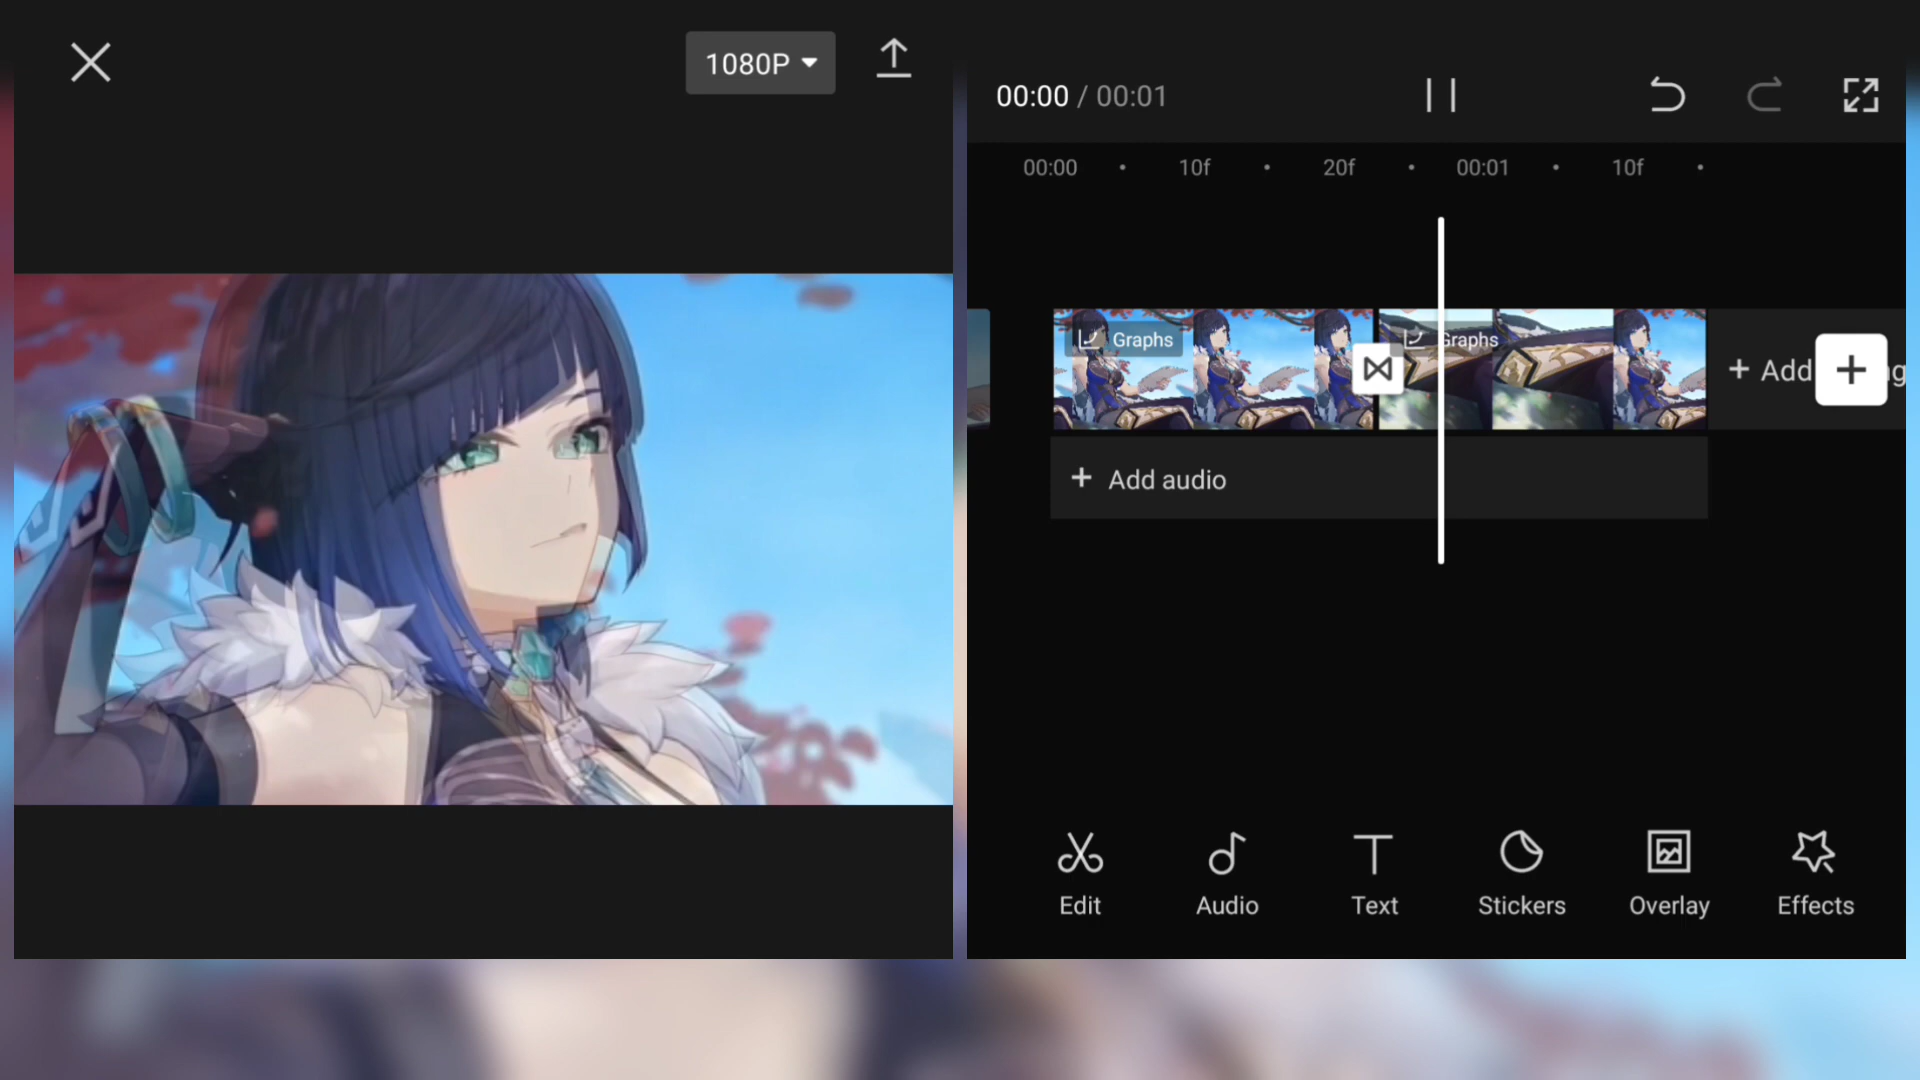 1080P
00:00 / 00:01
00:00 10f 20f 00:01 10f
Graphs
Graphs
+ Add
+ Add audio
Edit
Audio
Text
Stickers
Overlay
Effects